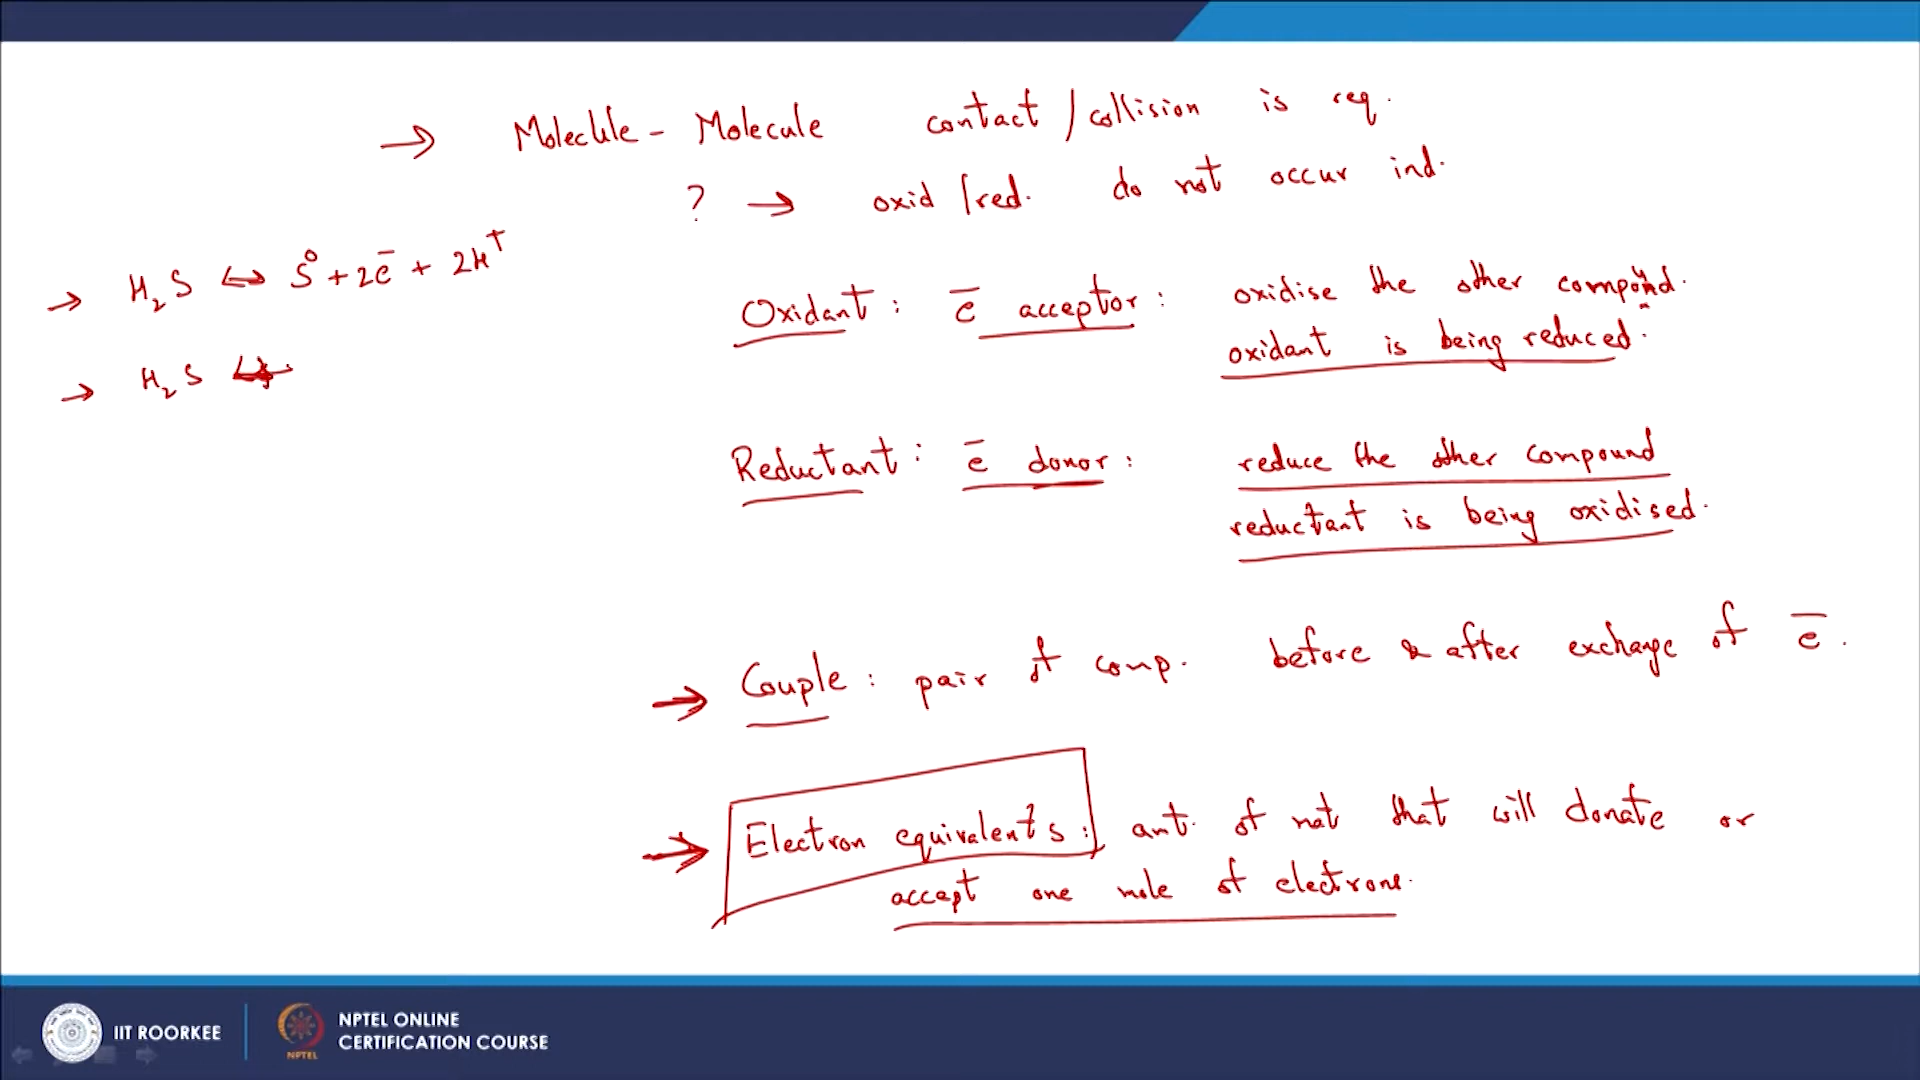 → Molecule - Molecule contact / collision is req.
? → oxid / red. do not occur ind.
→ H₂S ↔ S⁰ + 2e̅ + 2H⁺
→ H₂S ↔
Oxidant : e̅ acceptor : oxidise the other compound.
oxidant is being reduced.
Reductant : e̅ donor : reduce the other compound
reductant is being oxidised.
→ Couple : pair of comp. before & after exchange of e̅.
→ Electron equivalents : amt. of mat that will donate or
accept one mole of electrons.
IIT ROORKEE
NPTEL
NPTEL ONLINE
CERTIFICATION COURSE